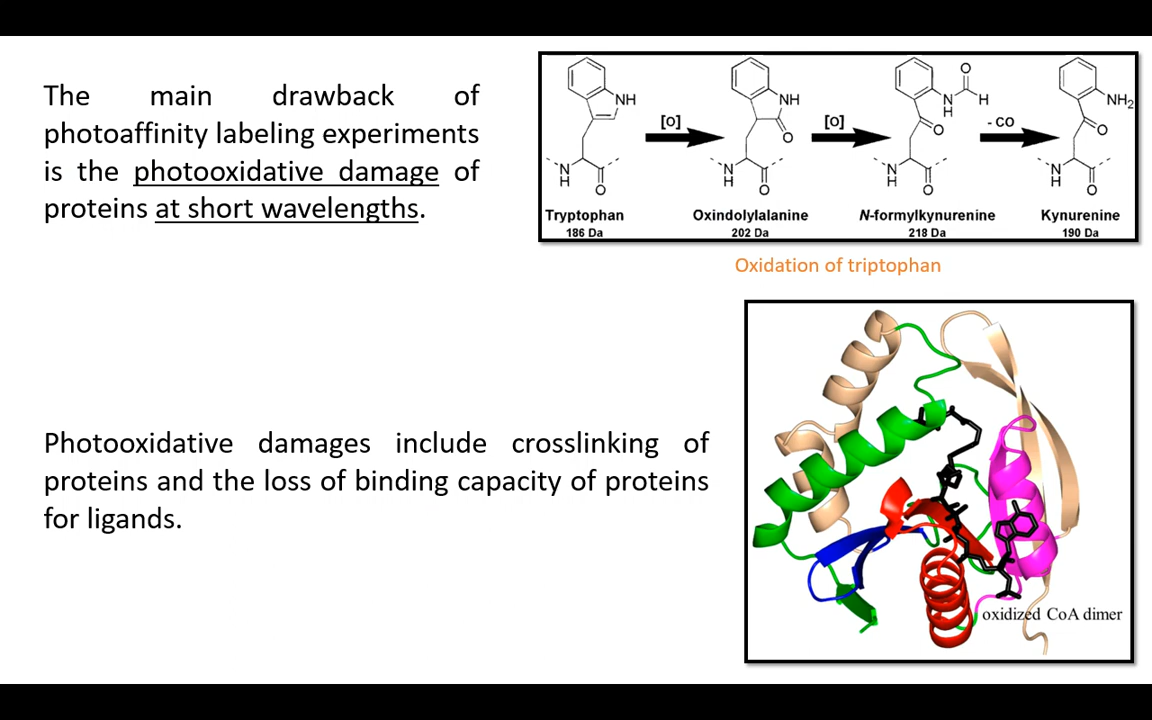 The main drawback of
photoaffinity labeling experiments
is the photooxidative damage of
proteins at short wavelengths.
NH
NH
O
O
N
H
H
O
NH2
O
[O]
[O]
- CO
N
H
O
N
H
O
N
H
O
N
H
O
Tryptophan
Oxindolylalanine
N-formylkynurenine
Kynurenine
186 Da
202 Da
218 Da
190 Da
Oxidation of triptophan
Photooxidative damages include crosslinking of
proteins and the loss of binding capacity of proteins
for ligands.
oxidized CoA dimer